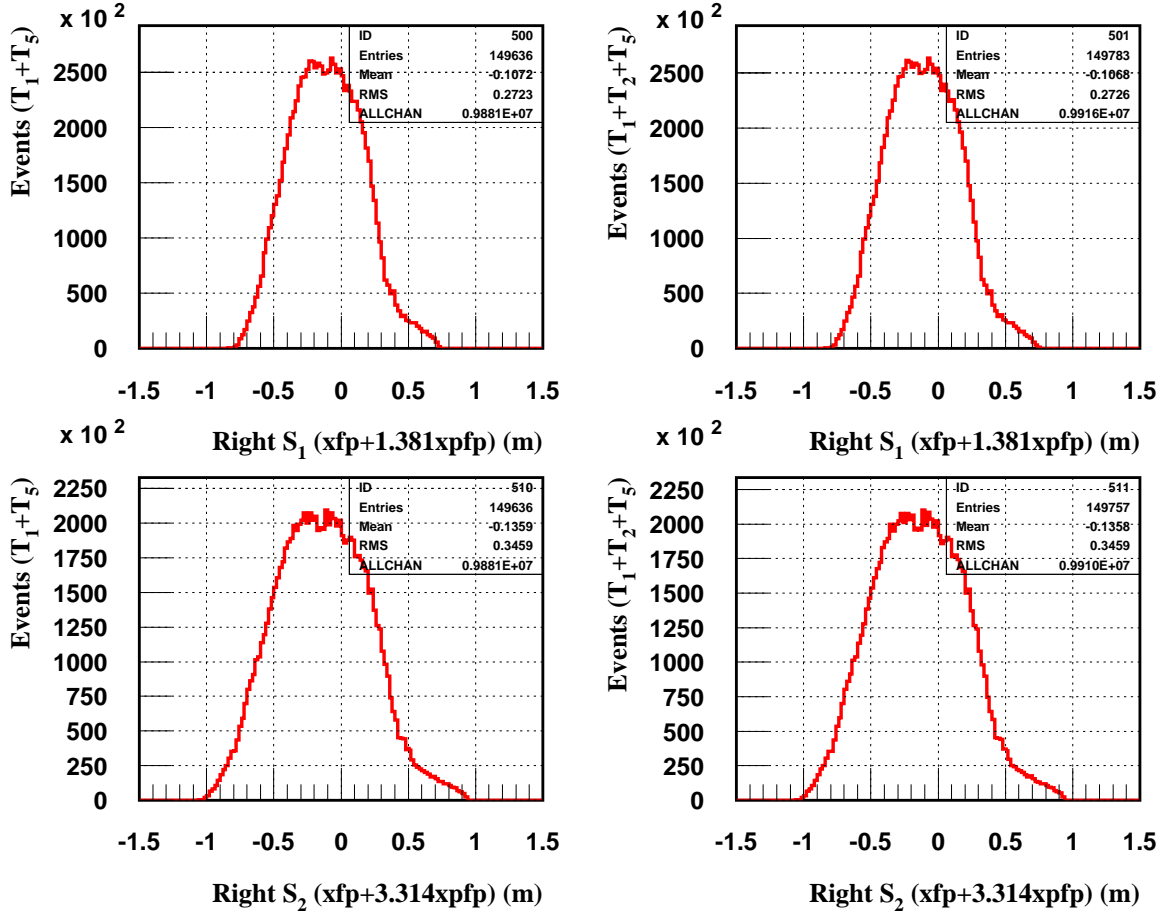 x 10 2
Events (T1+T5)
2500
2000
1500
1000
500
0
-1.5 -1 -0.5 0 0.5 1 1.5
Right S1 (xfp+1.381xpfp) (m)
ID 500
Entries 149636
Mean -0.1072
RMS 0.2723
ALLCHAN 0.9881E+07
x 10 2
Events (T1+T2+T5)
2500
2000
1500
1000
500
0
-1.5 -1 -0.5 0 0.5 1 1.5
Right S1 (xfp+1.381xpfp) (m)
ID 501
Entries 149783
Mean -0.1068
RMS 0.2726
ALLCHAN 0.9916E+07
x 10 2
Events (T1+T5)
2250
2000
1750
1500
1250
1000
750
500
250
0
-1.5 -1 -0.5 0 0.5 1 1.5
Right S2 (xfp+3.314xpfp) (m)
ID 510
Entries 149636
Mean -0.1359
RMS 0.3459
ALLCHAN 0.9881E+07
x 10 2
Events (T1+T2+T5)
2250
2000
1750
1500
1250
1000
750
500
250
0
-1.5 -1 -0.5 0 0.5 1 1.5
Right S2 (xfp+3.314xpfp) (m)
ID 511
Entries 149757
Mean -0.1358
RMS 0.3459
ALLCHAN 0.9910E+07